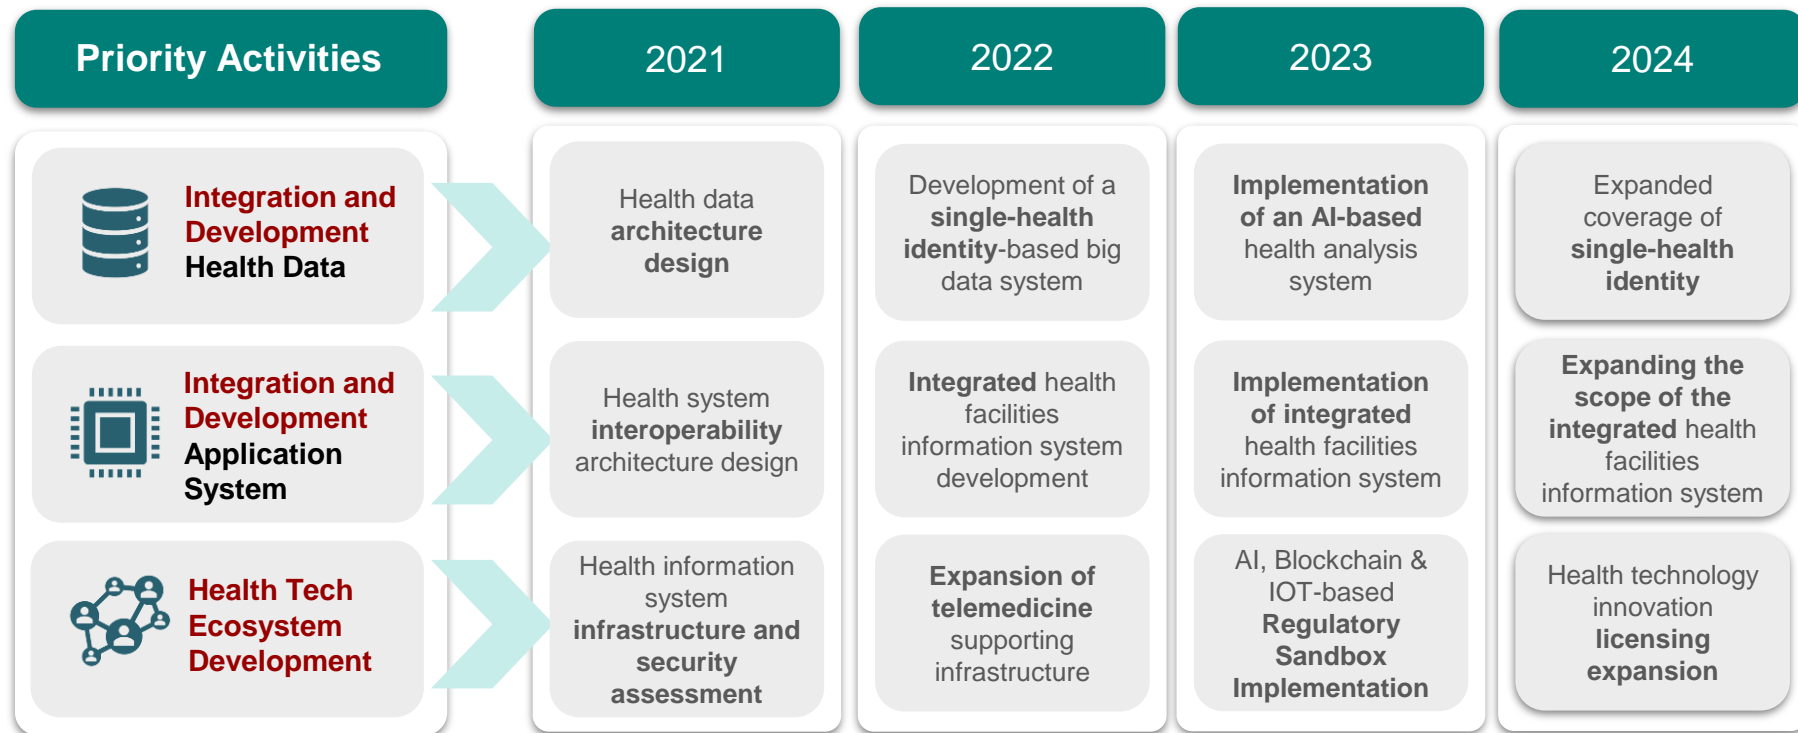 Priority Activities
2021
2022
2023
2024
Integration and
Development
Health Data
Health data
architecture
design
Development of a
single-health
identity-based big
data system
Implementation
of an AI-based
health analysis
system
Expanded
coverage of
single-health
identity
Integration and
Development
Application
System
Health system
interoperability
architecture design
Integrated health
facilities
information system
development
Implementation
of integrated
health facilities
information system
Expanding the
scope of the
integrated health
facilities
information system
Health Tech
Ecosystem
Development
Health information
system
infrastructure and
security
assessment
Expansion of
telemedicine
supporting
infrastructure
AI, Blockchain &
IOT-based
Regulatory
Sandbox
Implementation
Health technology
innovation
licensing
expansion